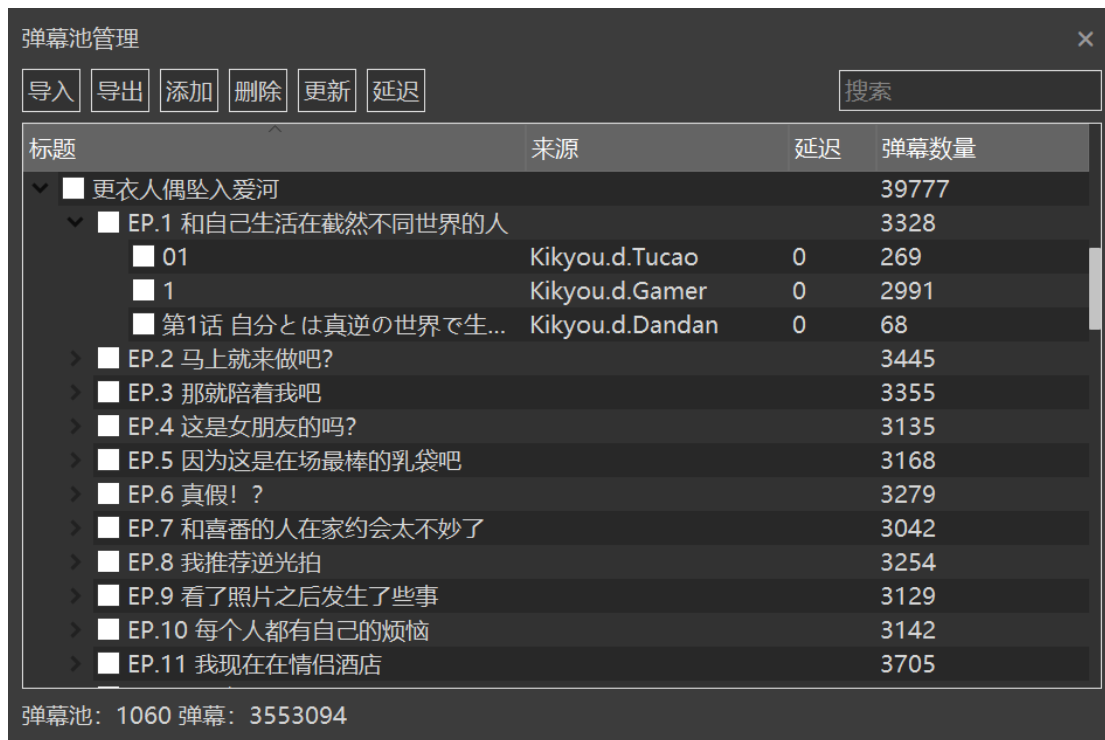 弹幕池管理
导入 导出 添加 删除 更新 延迟 搜索
标题 来源 延迟 弹幕数量
更衣人偶坠入爱河 39777
EP.1 和自己生活在截然不同世界的人 3328
01 Kikyou.d.Tucao 0 269
1 Kikyou.d.Gamer 0 2991
第1话 自分とは真逆の世界で生... Kikyou.d.Dandan 0 68
EP.2 马上就来做吧? 3445
EP.3 那就陪着我吧 3355
EP.4 这是女朋友的吗? 3135
EP.5 因为这是在场最棒的乳袋吧 3168
EP.6 真假！？ 3279
EP.7 和喜番的人在家约会太不妙了 3042
EP.8 我推荐逆光拍 3254
EP.9 看了照片之后发生了些事 3129
EP.10 每个人都有自己的烦恼 3142
EP.11 我现在在情侣酒店 3705
弹幕池：1060 弹幕：3553094